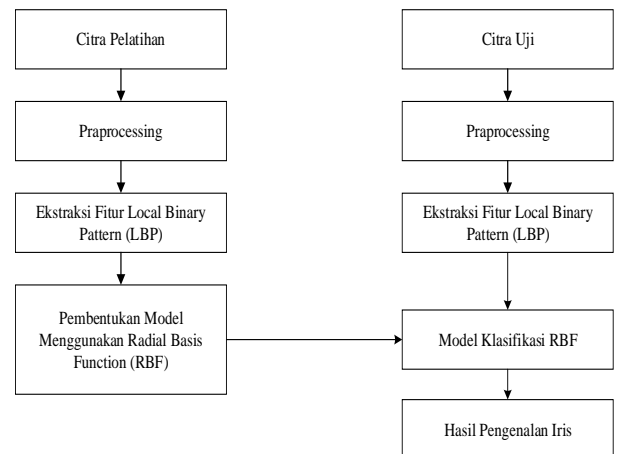 Citra Pelatihan
Praprocessing
Ekstraksi Fitur Local Binary
Pattern (LBP)
Pembentukan Model
Menggunakan Radial Basis
Function (RBF)
Citra Uji
Praprocessing
Ekstraksi Fitur Local Binary
Pattern (LBP)
Model Klasifikasi RBF
Hasil Pengenalan Iris